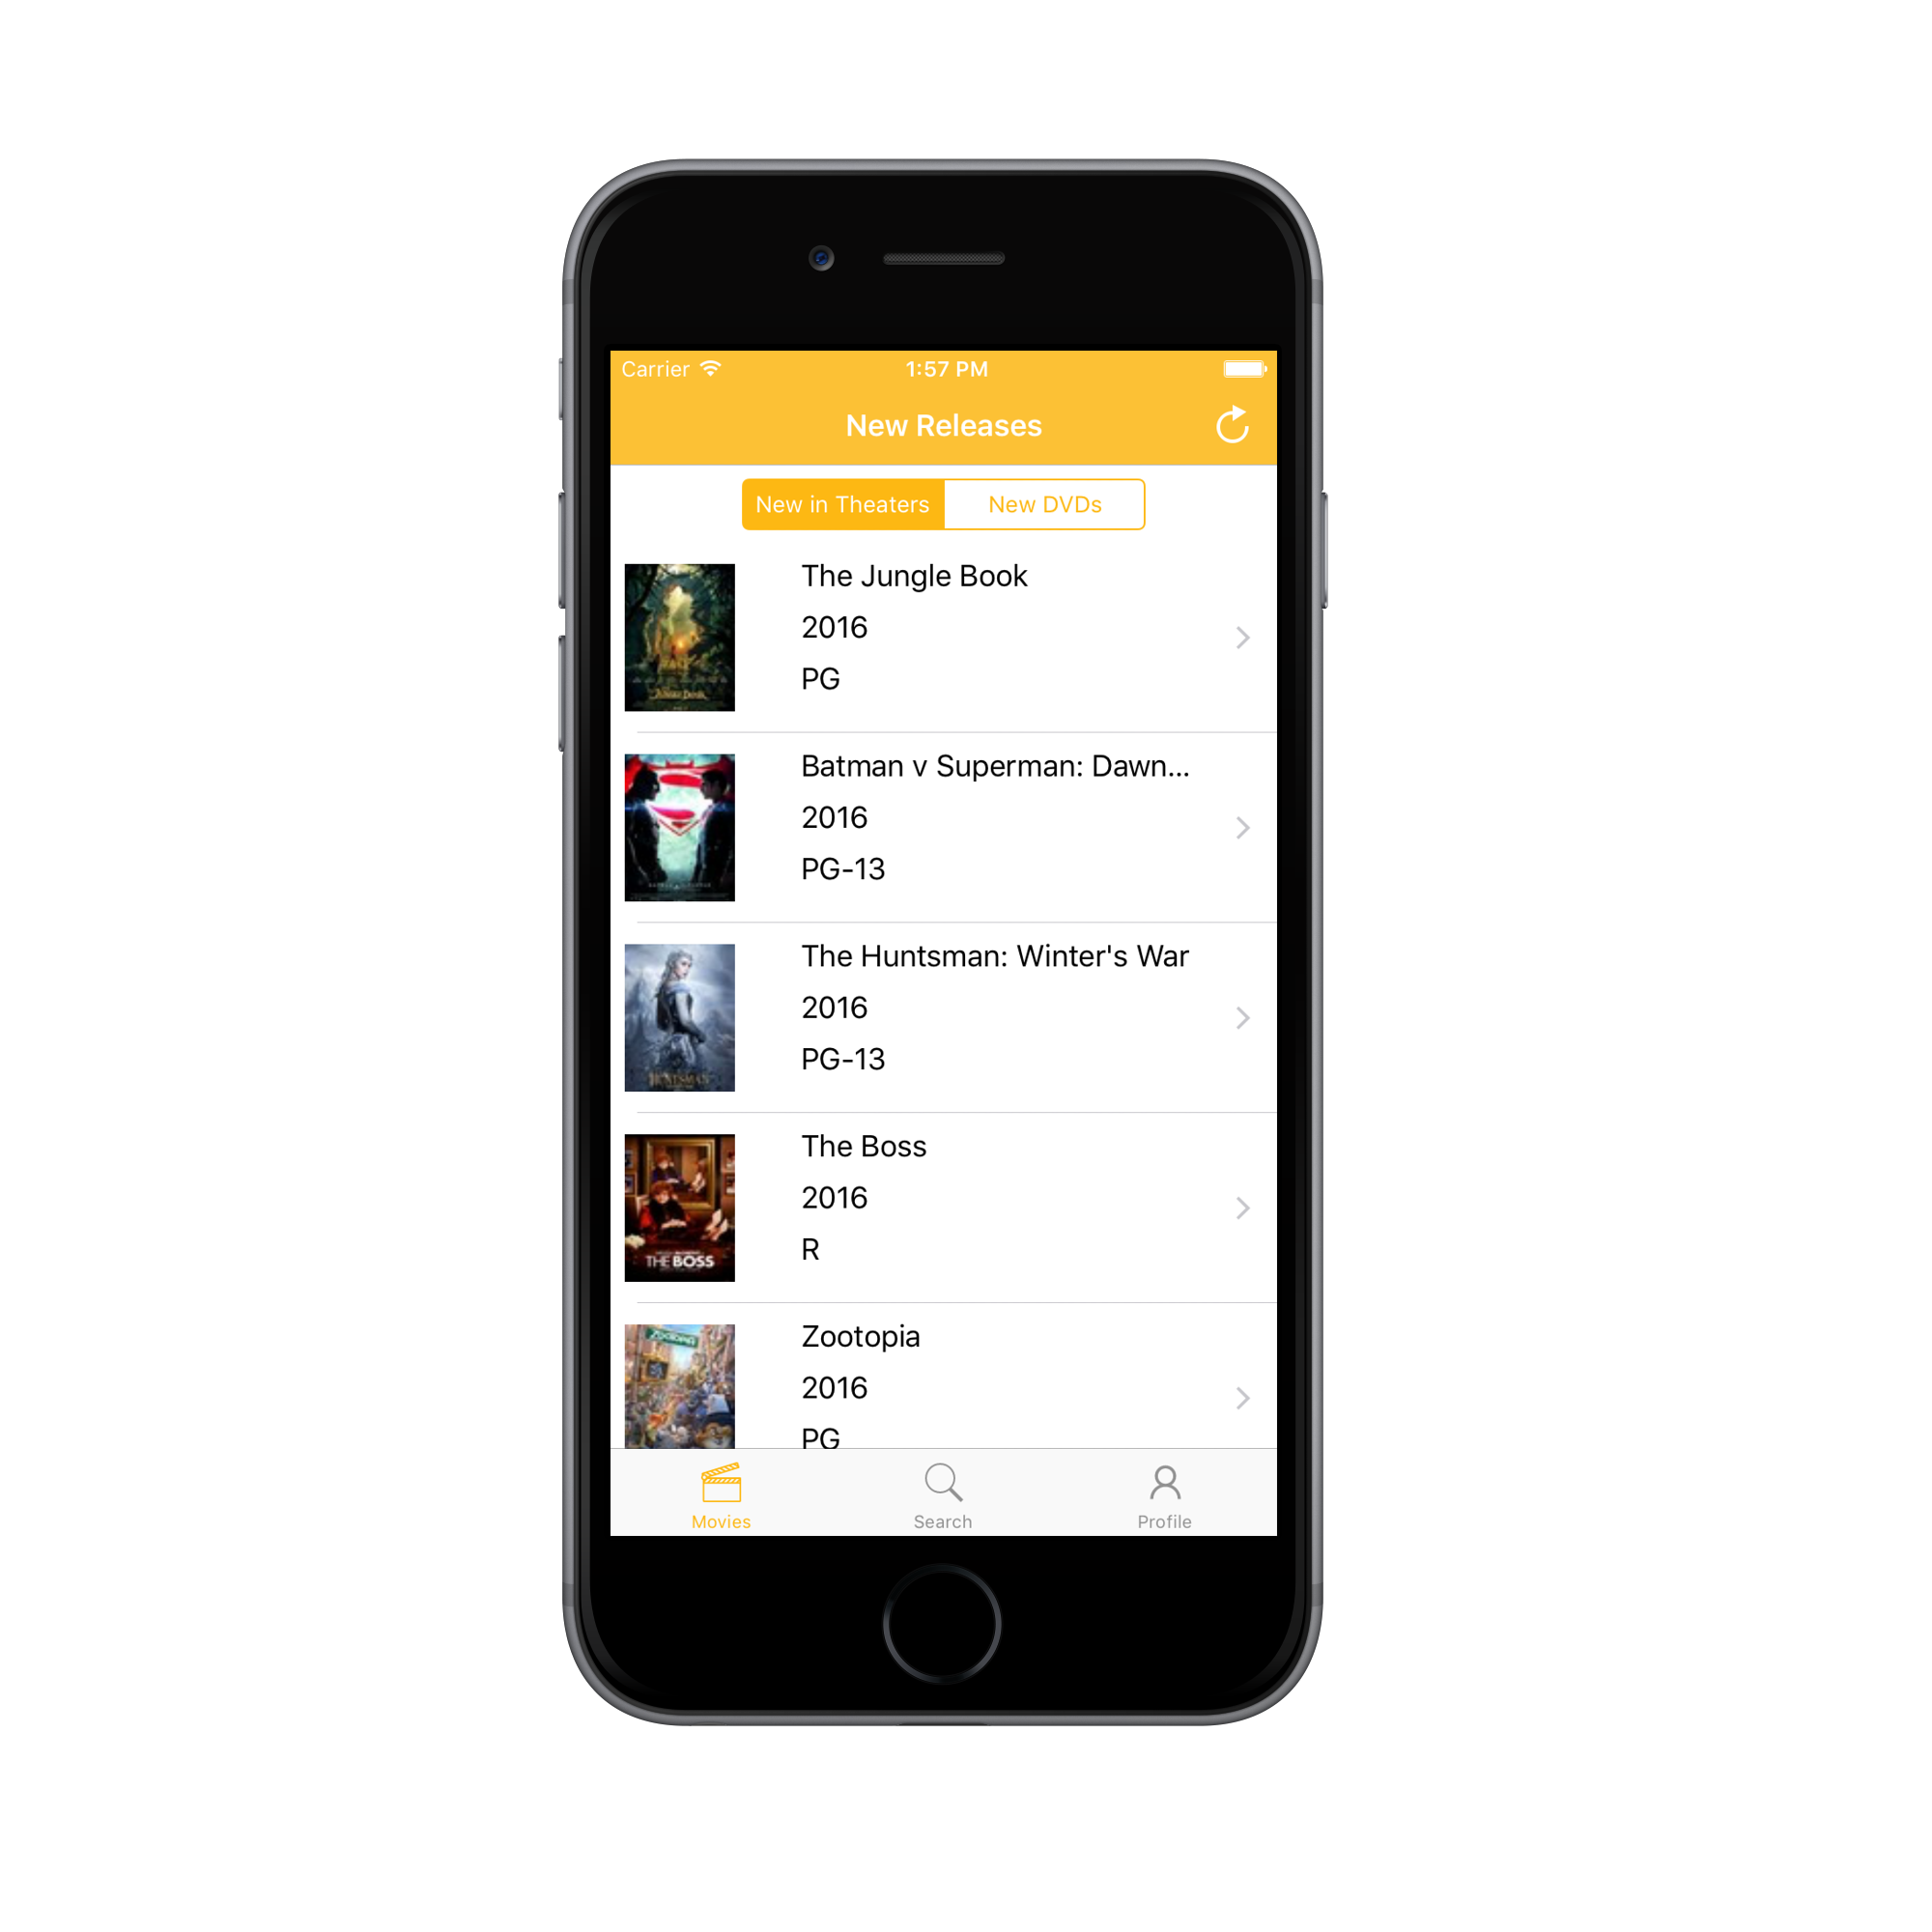 Carrier 1:57 PM
New Releases
New in Theaters New DVDs
The Jungle Book
2016
PG
Batman v Superman: Dawn...
2016
PG-13
The Huntsman: Winter's War
2016
PG-13
HUNTSMAN
The Boss
2016
R
THE BOSS
Zootopia
2016
PG
Movies Search Profile